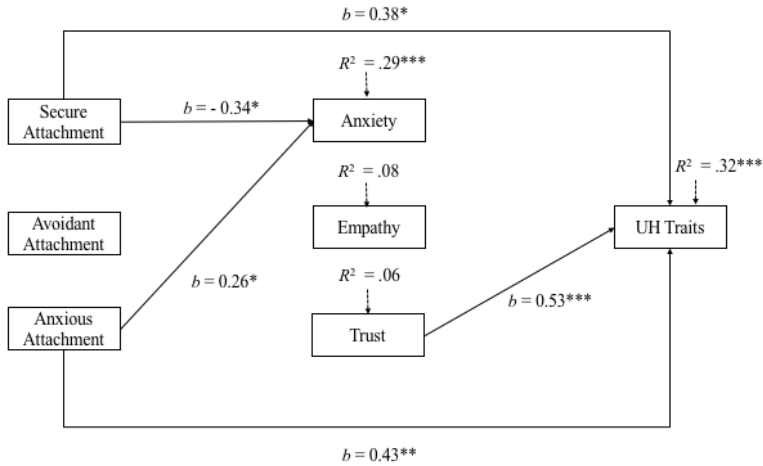 b = 0.38*
R² = .29***
Secure
Attachment
b = - 0.34*
Anxiety
R² = .08
R² = .32***
Avoidant
Attachment
Empathy
UH Traits
b = 0.26*
R² = .06
b = 0.53***
Anxious
Attachment
Trust
b = 0.43**